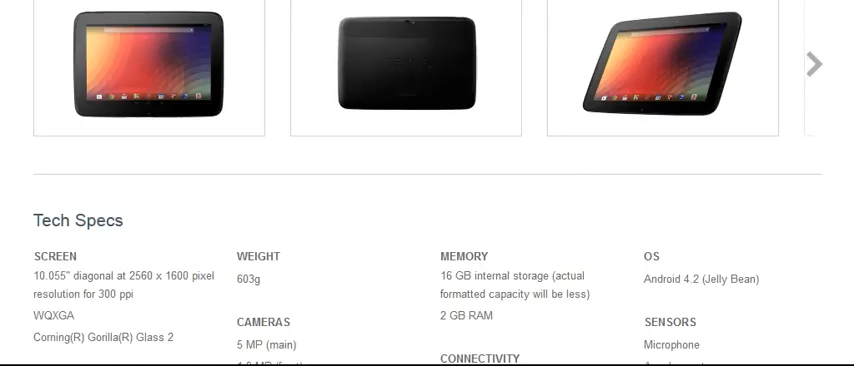 Tech Specs
SCREEN
10.055" diagonal at 2560 x 1600 pixel
resolution for 300 ppi
WQXGA
Corning(R) Gorilla(R) Glass 2
WEIGHT
603g
CAMERAS
5 MP (main)
MEMORY
16 GB internal storage (actual
formatted capacity will be less)
2 GB RAM
CONNECTIVITY
OS
Android 4.2 (Jelly Bean)
SENSORS
Microphone